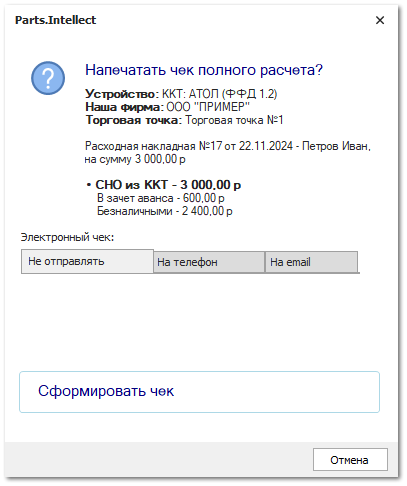 Parts.Intellect
Напечатать чек полного расчета?
Устройство: ККТ: АТОЛ (ФФД 1.2)
Наша фирма: ООО "ПРИМЕР"
Торговая точка: Торговая точка №1
Расходная накладная №17 от 22.11.2024 - Петров Иван,
на сумму 3 000,00 р
• СНО из ККТ - 3 000,00 р
В зачет аванса - 600,00 р
Безналичными - 2 400,00 р
Электронный чек:
Не отправлять На телефон На email
Сформировать чек
Отмена